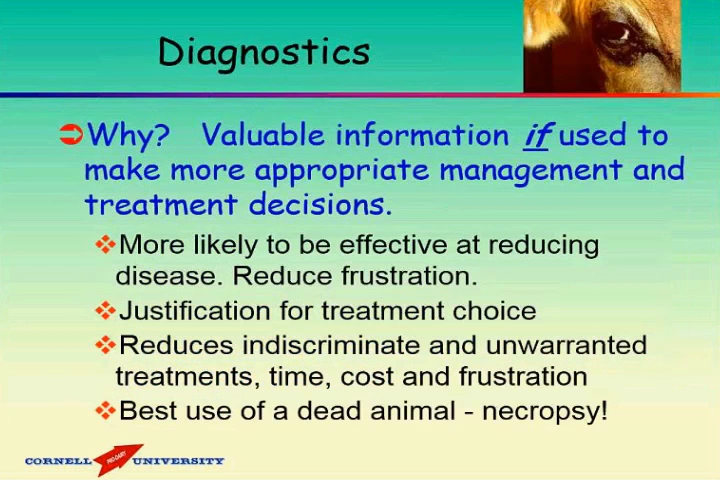 Diagnostics
Why? Valuable information if used to
make more appropriate management and
treatment decisions.
More likely to be effective at reducing
disease. Reduce frustration.
Justification for treatment choice
Reduces indiscriminate and unwarranted
treatments, time, cost and frustration
Best use of a dead animal - necropsy!
CORNELL UNIVERSITY